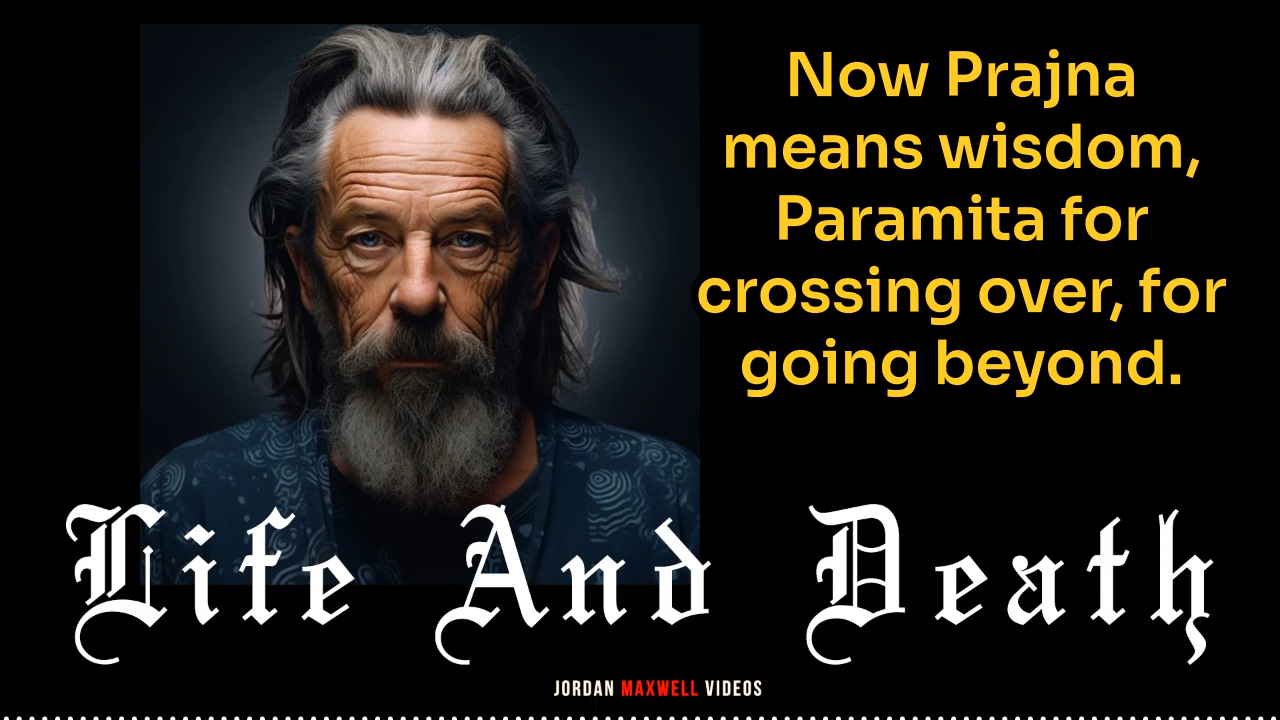 Now Prajna
means wisdom,
Paramita for
crossing over, for
going beyond.
Life And Death
JORDAN MAXWELL VIDEOS